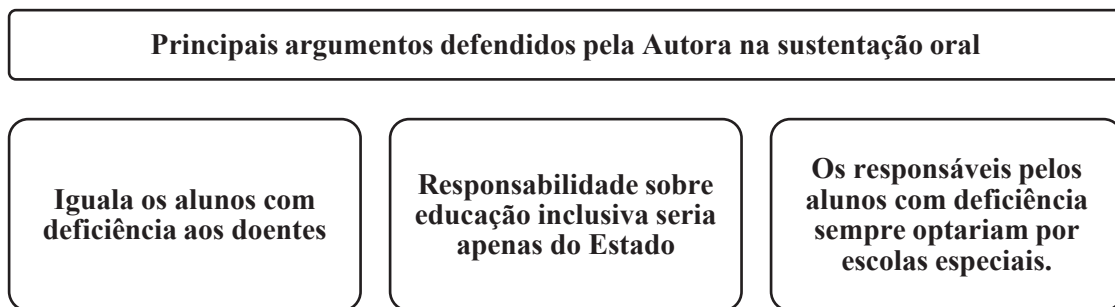 Principais argumentos defendidos pela Autora na sustentação oral
Iguala os alunos com
deficiência aos doentes
Responsabilidade sobre
educação inclusiva seria
apenas do Estado
Os responsáveis pelos
alunos com deficiência
sempre optariam por
escolas especiais.